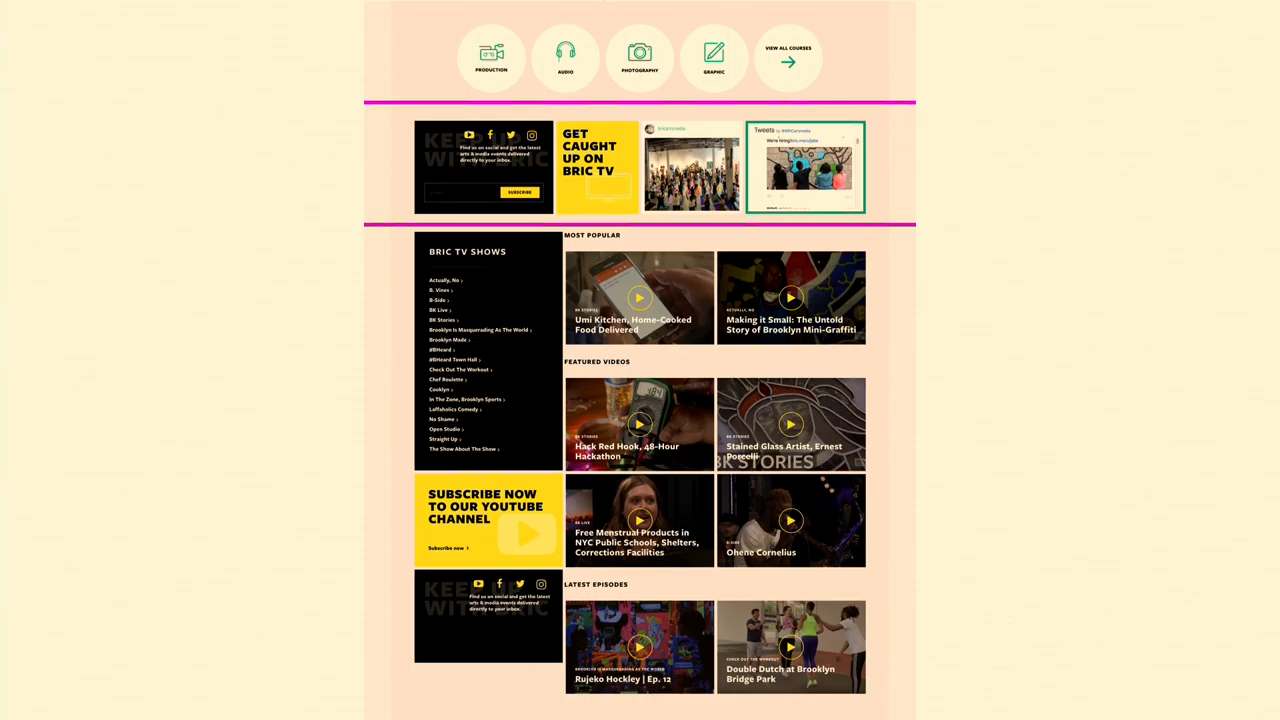 PRODUCTION
AUDIO
PHOTOGRAPHY
GRAPHIC
VIEW ALL COURSES
KEEP UP
WITH BRIC
Find us on social and get the latest
arts & media events delivered
directly to your inbox.
SUBSCRIBE
GET
CAUGHT
UP ON
BRIC TV
bricartsmedia
Tweets by @BRICartsmedia
We're hiring!
BRIC TV SHOWS
Actually, No ›
B. Vines ›
B-Side ›
BK Live ›
BK Stories ›
Brooklyn Is Masquerading As The World ›
Brooklyn Made ›
#BHeard ›
#BHeard Town Hall ›
Check Out The Workout ›
Chef Roulette ›
Cooklyn ›
In The Zone, Brooklyn Sports ›
Laffaholics Comedy ›
No Shame ›
Open Studio ›
Straight Up ›
The Show About The Show ›
SUBSCRIBE NOW
TO OUR YOUTUBE
CHANNEL
Subscribe now ›
KEEP UP
WITH BRIC
Find us on social and get the latest
arts & media events delivered
directly to your inbox.
MOST POPULAR
BK STORIES
Umi Kitchen, Home-Cooked
Food Delivered
ACTUALLY, NO
Making it Small: The Untold
Story of Brooklyn Mini-Graffiti
FEATURED VIDEOS
BK STORIES
Hack Red Hook, 48-Hour
Hackathon
BK STORIES
Stained Glass Artist, Ernest
Porcelli
BK STORIES
BK LIVE
Free Menstrual Products in
NYC Public Schools, Shelters,
Corrections Facilities
B-SIDE
Ohene Cornelius
LATEST EPISODES
BROOKLYN IS MASQUERADING AS THE WORLD
Rujeko Hockley | Ep. 12
CHECK OUT THE WORKOUT
Double Dutch at Brooklyn
Bridge Park